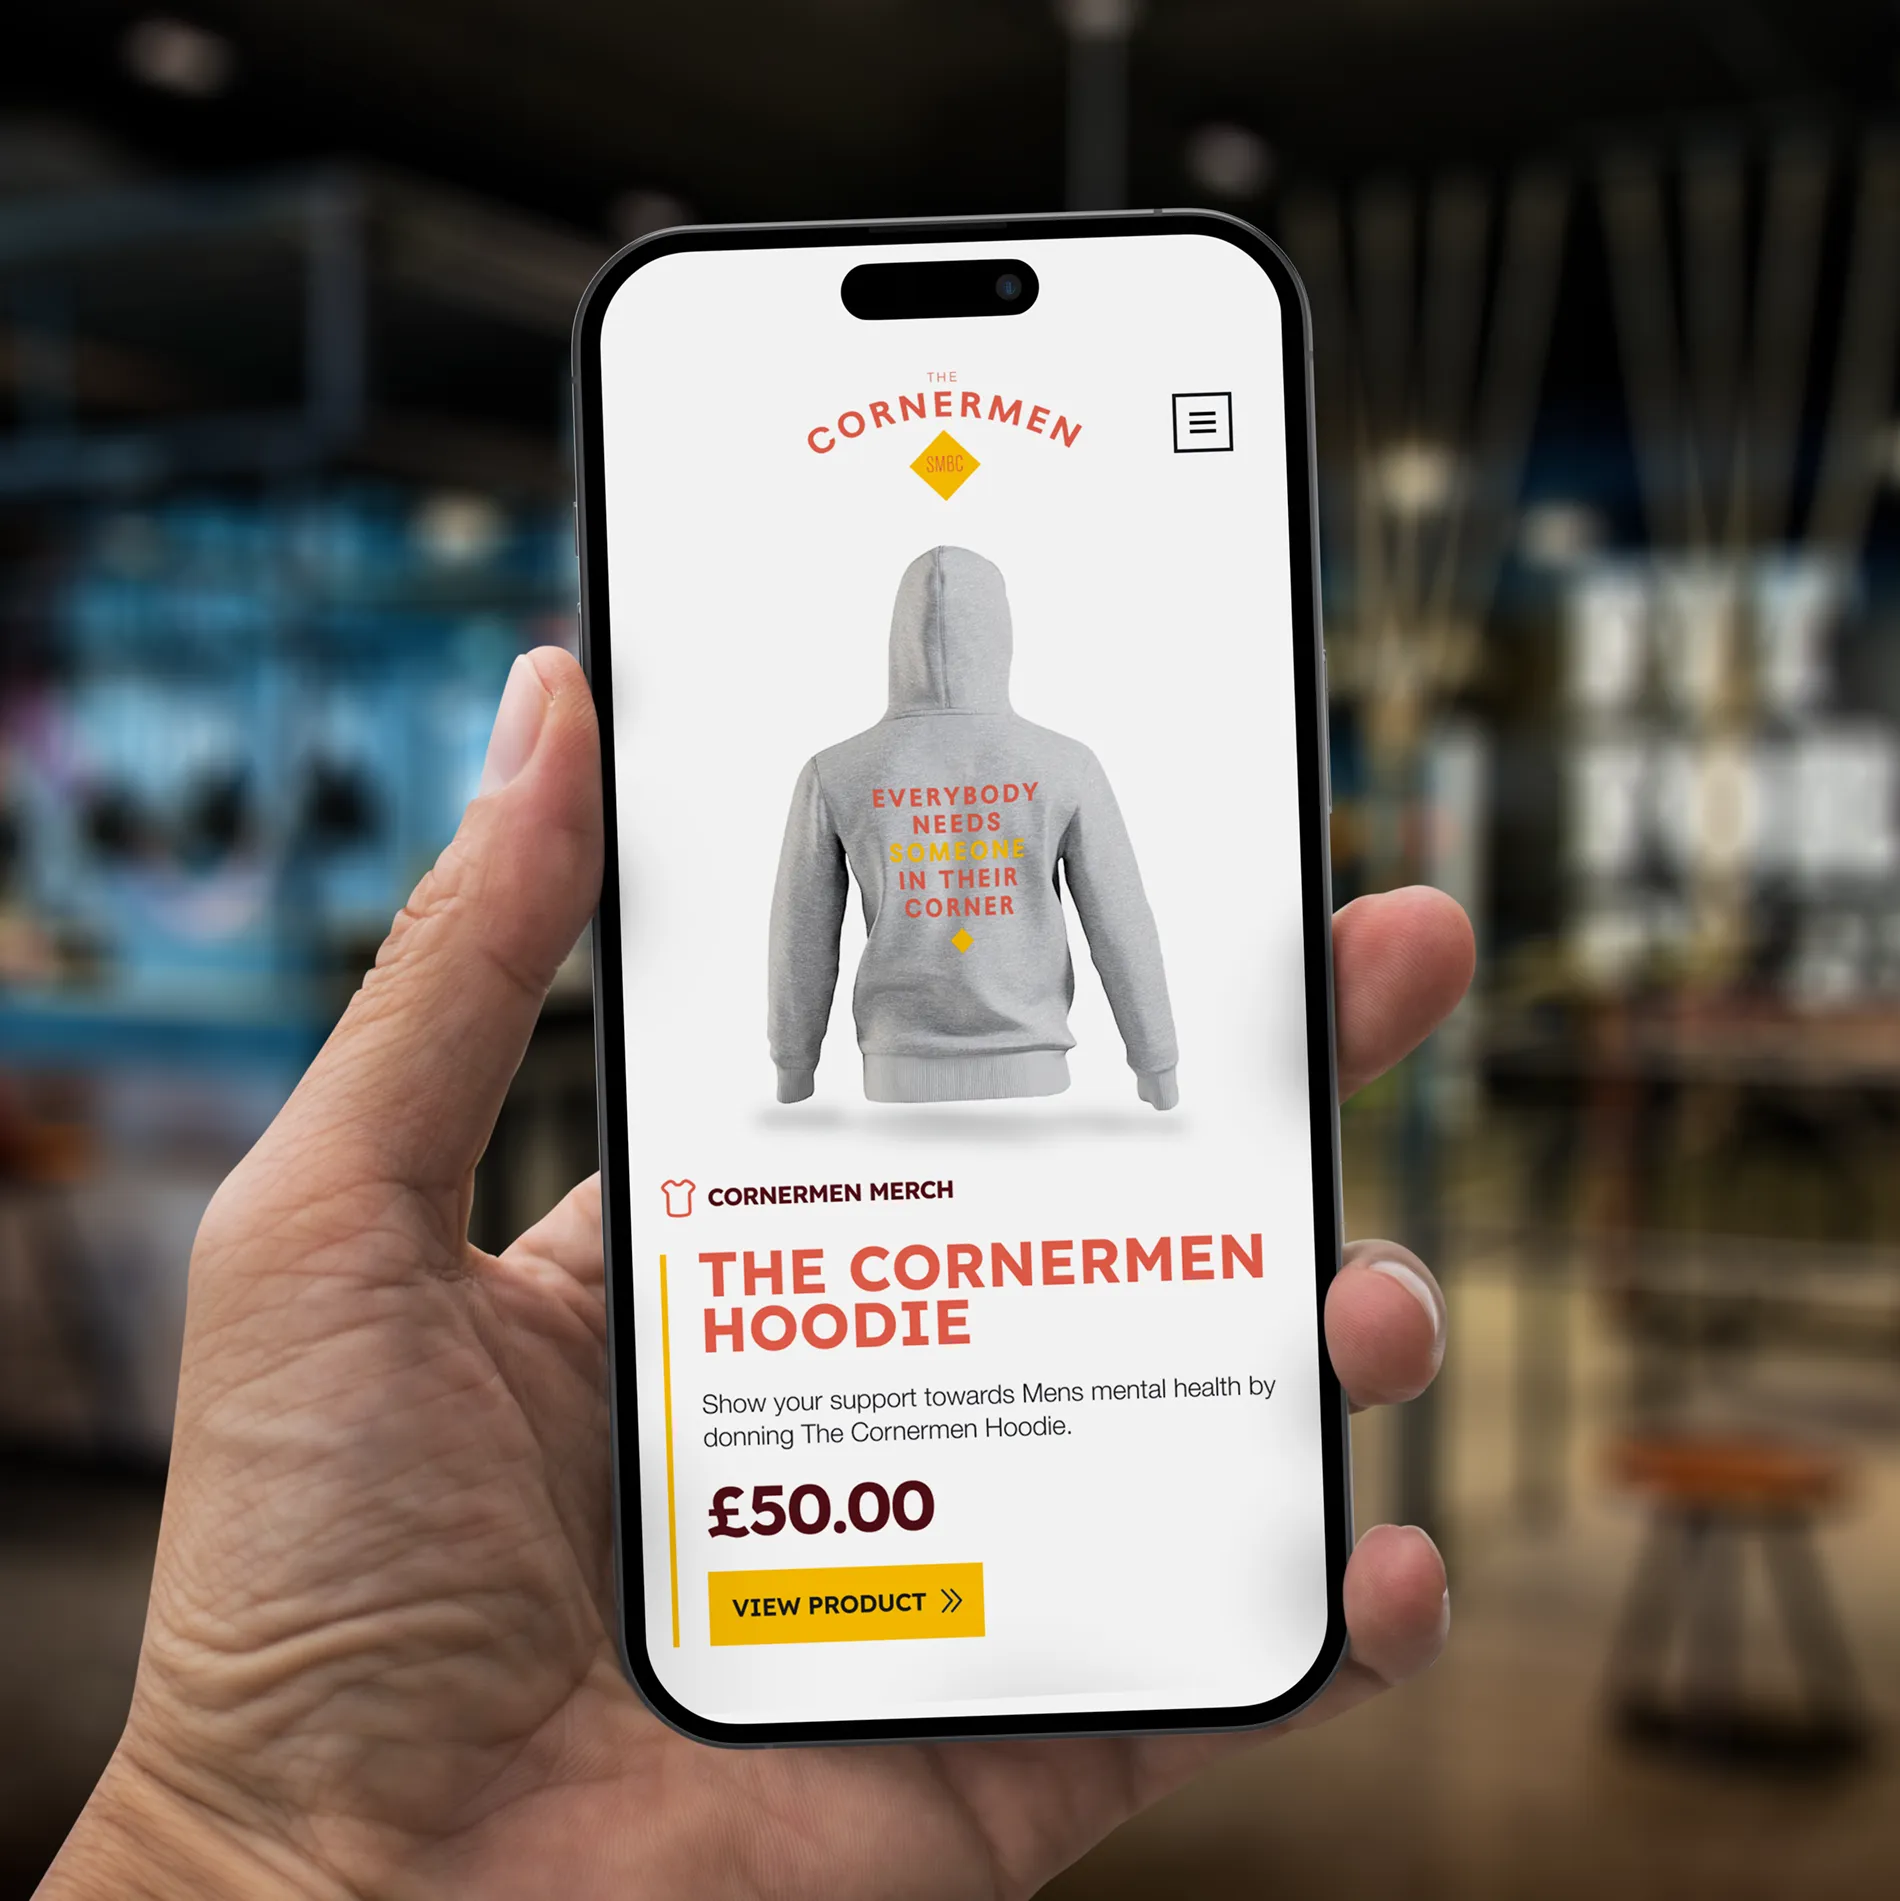 THE
CORNERMEN
SMBC
EVERYBODY
NEEDS
SOMEONE
IN THEIR
CORNER
CORNERMEN MERCH
THE CORNERMEN
HOODIE
Show your support towards Mens mental health by
donning The Cornermen Hoodie.
£50.00
VIEW PRODUCT